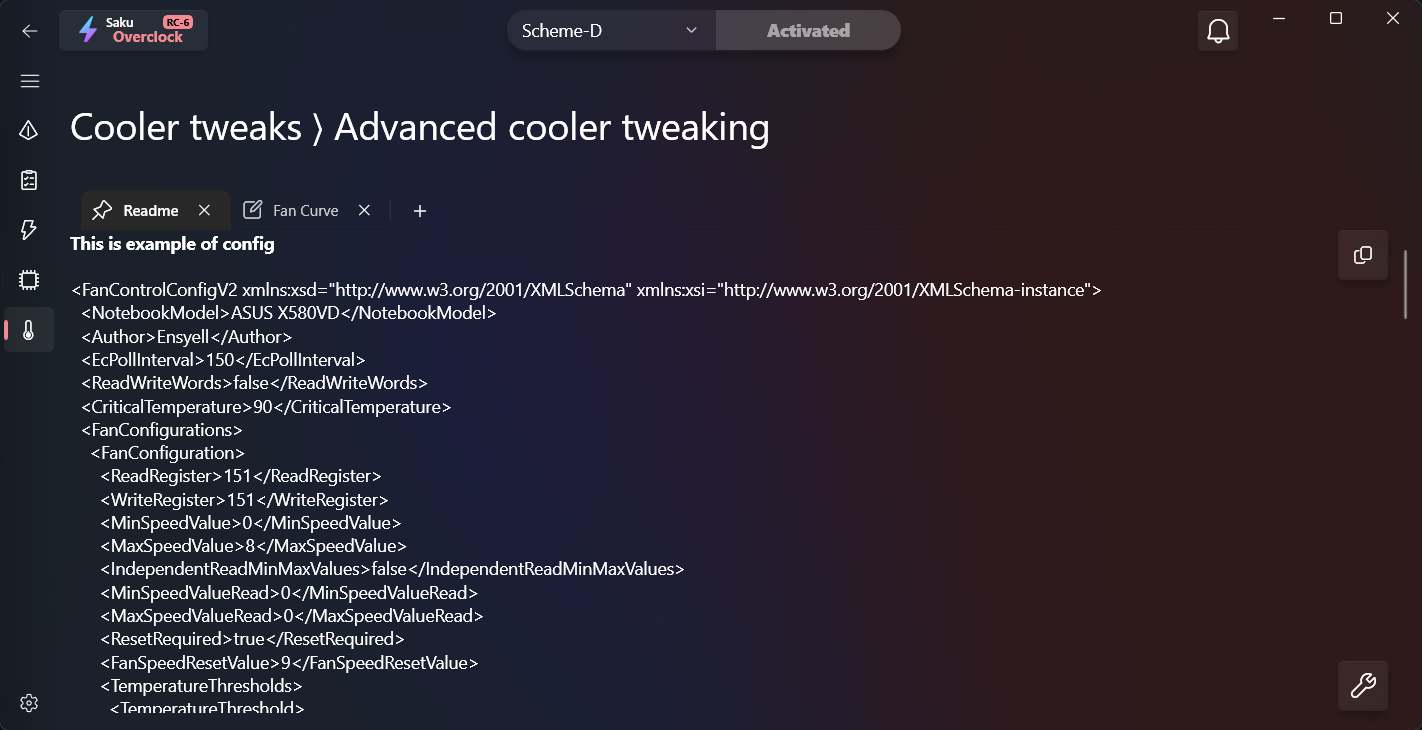 Saku
RC-6
Overclock
Scheme-D
Activated
Cooler tweaks ⟩ Advanced cooler tweaking
Readme
Fan Curve
This is example of config
<FanControlConfigV2 xmlns:xsd="http://www.w3.org/2001/XMLSchema" xmlns:xsi="http://www.w3.org/2001/XMLSchema-instance">
<NotebookModel>ASUS X580VD</NotebookModel>
<Author>Ensyell</Author>
<EcPollInterval>150</EcPollInterval>
<ReadWriteWords>false</ReadWriteWords>
<CriticalTemperature>90</CriticalTemperature>
<FanConfigurations>
<FanConfiguration>
<ReadRegister>151</ReadRegister>
<WriteRegister>151</WriteRegister>
<MinSpeedValue>0</MinSpeedValue>
<MaxSpeedValue>8</MaxSpeedValue>
<IndependentReadMinMaxValues>false</IndependentReadMinMaxValues>
<MinSpeedValueRead>0</MinSpeedValueRead>
<MaxSpeedValueRead>0</MaxSpeedValueRead>
<ResetRequired>true</ResetRequired>
<FanSpeedResetValue>9</FanSpeedResetValue>
<TemperatureThresholds>
<TemperatureThreshold>